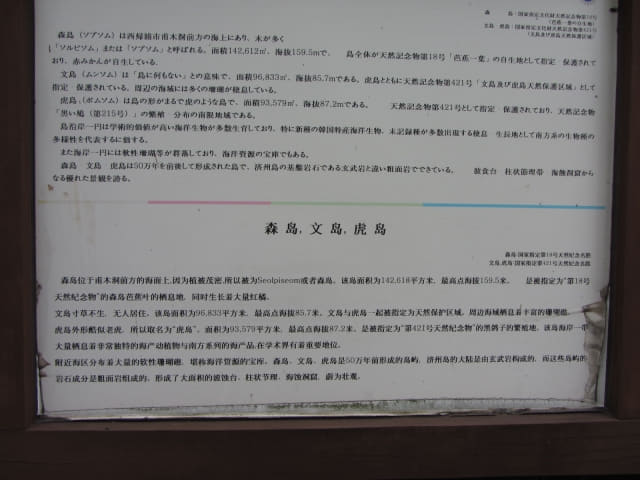 森　　島 : 国家指定文化財天然記念物第18号
（芭蕉一葉の自生地）
文島　虎島 : 国家指定天然記念物第421号
（文島及び虎島天然保護区域）
森島（ソプソム）は西帰浦市甫木洞前方の海上にあり、木が多く
「ソルピソム」または「ソプソム」と呼ばれる。面積142,612㎡、海抜159.5mで、　島全体が天然記念物第18号「芭蕉一葉」の自生地として指定　保護されて
おり、赤みかんが自生している.
文島（ムンソム）は「島に何もない」との意味で、面積96,833㎡、海抜85.7mである。虎島とともに天然記念物第421号「文島及び虎島天然保護区域」として
指定　保護されている。周辺の海域には多くの珊瑚が棲息している。
虎島（ポムソム）は島の形がまるで虎のような島で、面積93,579㎡、海抜87.2mである。　　天然記念物第421号として指定　保護されており、天然記念物
「黒い鳩（第215号）」の繁殖　分布の南限地域である。
島沿岸一円は学術的価値が高い海洋生物が多数生育しており、特に新種の韓国特産海洋生物、未記録種が多数出現する棲息　生長地として南方系の生物種の
多様性を代表するに値する。
また海岸一円には軟性珊瑚等が群落しており、海洋資源の宝庫でもある。
森島　文島　虎島は50万年を前後して形成された島で、済州島の基盤岩石である玄武岩と違い粗面岩でできている。　　波食台　柱状節理帯　海蝕洞窟から
なる優れた景観を誇る。
森岛, 文岛, 虎岛
森岛 : 国家指定第18号天然纪念名胜
文岛, 虎岛 : 国家指定第421号天然纪念名胜
森岛位于甫木洞前方的海面上,因为植被茂密,所以被为Seolpiseom或者森岛。该岛面积为142,618平方米，最高点海拔159.5米。　是被指定为"第18号
天然纪念物"的森岛芭蕉叶的栖息地，同时生长着大量红橘。
文岛寸草不生，无人居住。该岛面积为96,833平方米，最高点海拔85.7米。文岛与虎岛一起被指定为天然保护区域。周边海域栖息着丰富的珊瑚礁。
虎岛外形酷似老虎，所以取名为"虎岛"。面积为93,579平方米，最高点海拔87.2米。是被指定为"第421号天然纪念物"的黑鸽子的繁殖地。该岛海岸一带
大量栖息着非常独特的海产动植物与南方系列的海产品,在学术界有着重要地位。
附近海区分布着大量的软性珊瑚礁，堪称海洋资源的宝库。森岛、文岛、虎岛是50万年前形成的岛屿，济州岛的大陆是由玄武岩构成的，而这些岛屿的
岩石成分是粗面岩组成的，形成了大面积的波蚀台、柱状节理、海蚀洞窟，蔚为壮观。